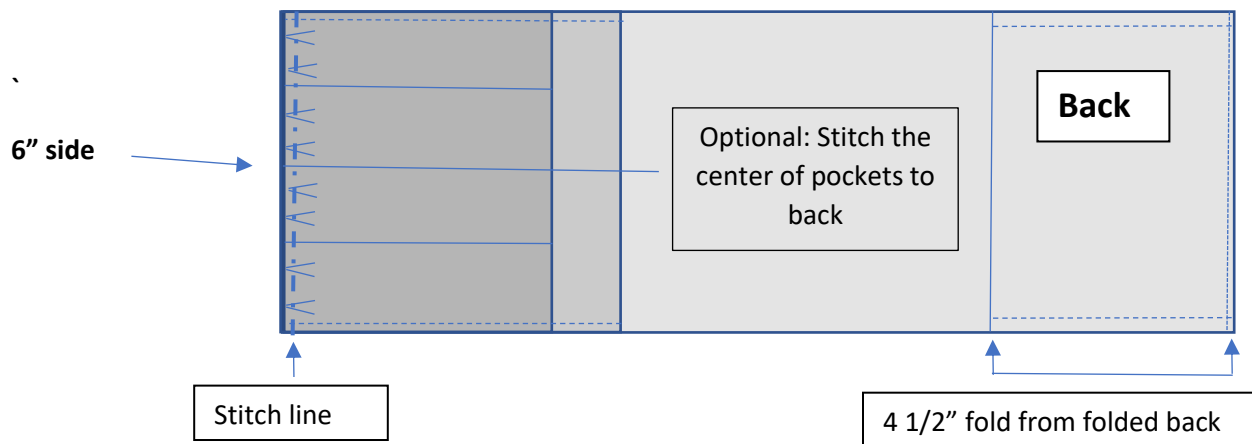 `
6” side
Optional: Stitch the
center of pockets to
back
Back
Stitch line
4 1/2” fold from folded back